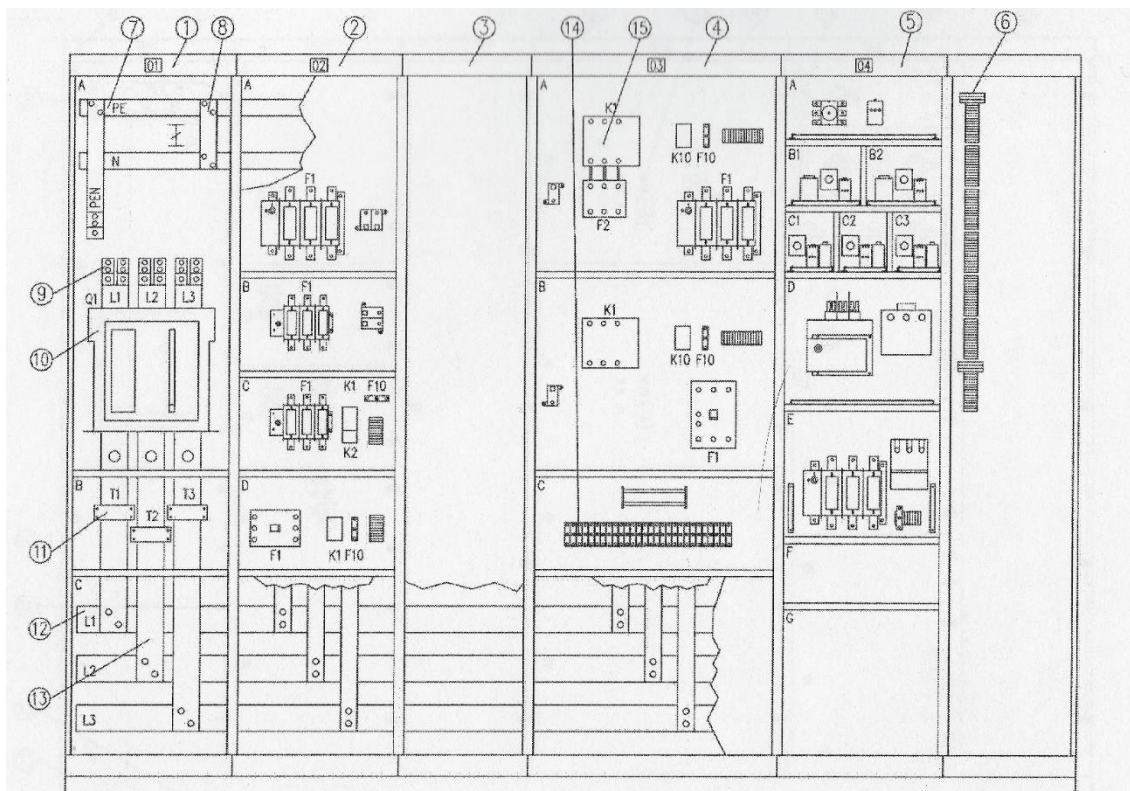 7 1 8 2 3 14 15 4 5 6
01 02 03 04
A A A A
PE K1
K10 F10
N B1 B2
F1 F1
PEN
F2
C1 C2 C3
9
B B D
Q1 L1 L2 L3 F1 K1
10 K10 F10
C F1 K1 F10
E
K2 F1
B D C
T1 T2 T3
11
F1 K1 F10
F
C
12 L1
G
L2
13
L3